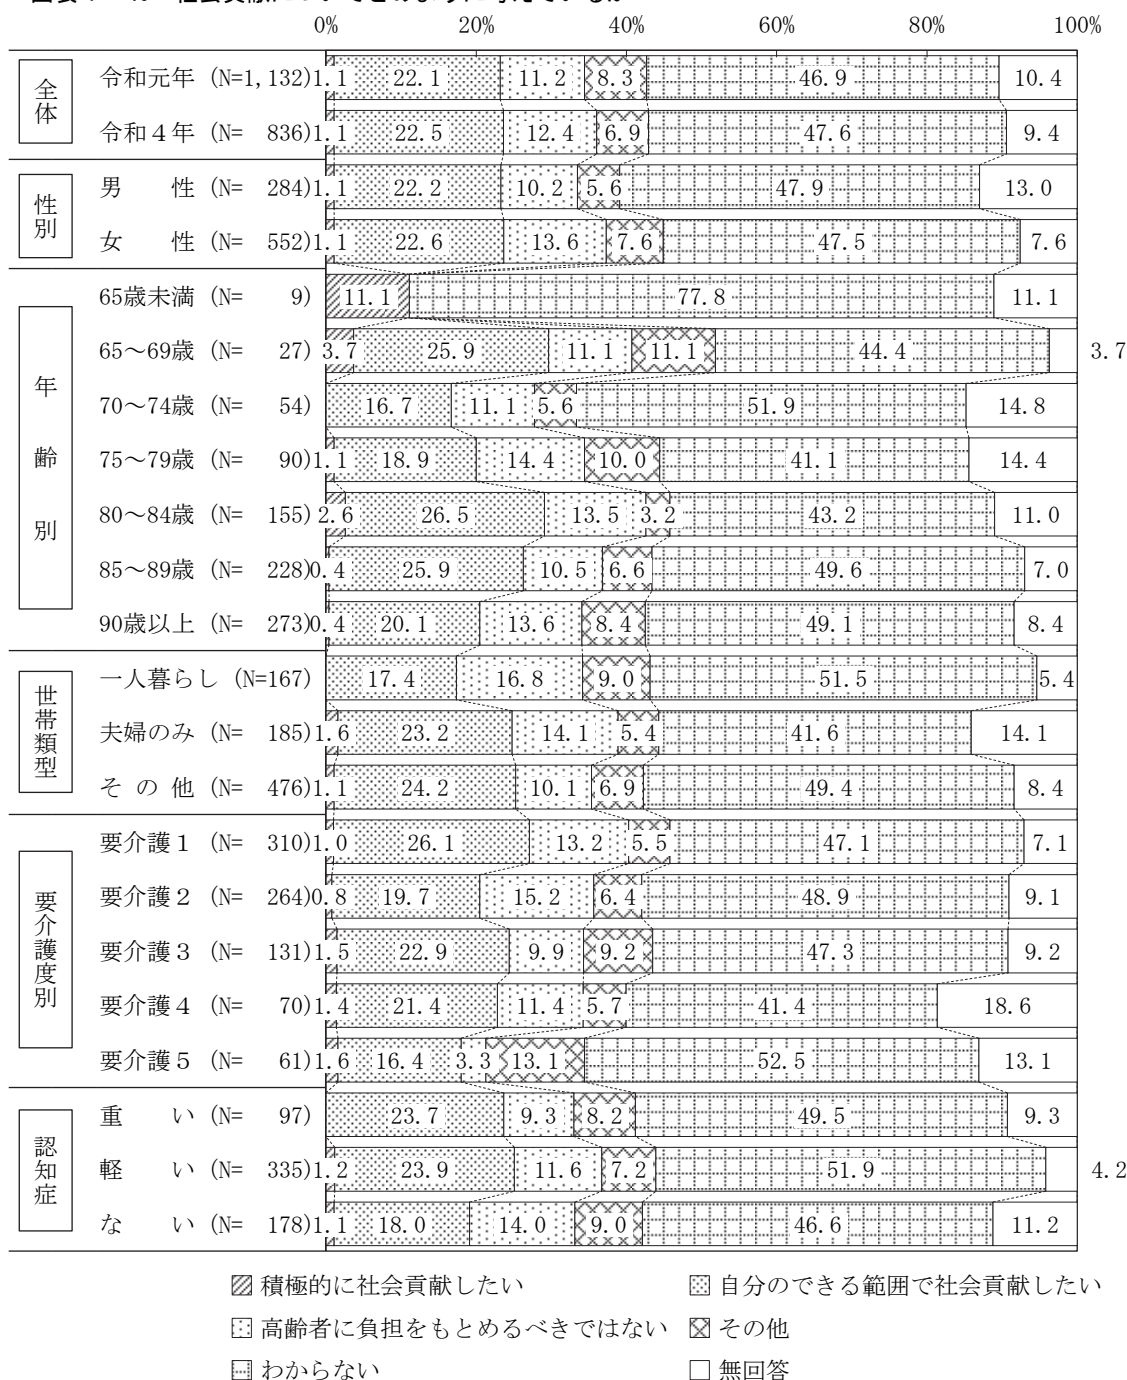 0% 20% 40% 60% 80% 100%
全体
令和元年 (N=1,132) 1.1 22.1 11.2 8.3 46.9 10.4
令和4年 (N= 836) 1.1 22.5 12.4 6.9 47.6 9.4
性別
男 性 (N= 284) 1.1 22.2 10.2 5.6 47.9 13.0
女 性 (N= 552) 1.1 22.6 13.6 7.6 47.5 7.6
年齢別
65歳未満 (N= 9) 11.1 77.8 11.1
65～69歳 (N= 27) 3.7 25.9 11.1 11.1 44.4 3.7
70～74歳 (N= 54) 16.7 11.1 5.6 51.9 14.8
75～79歳 (N= 90) 1.1 18.9 14.4 10.0 41.1 14.4
80～84歳 (N= 155) 2.6 26.5 13.5 3.2 43.2 11.0
85～89歳 (N= 228) 0.4 25.9 10.5 6.6 49.6 7.0
90歳以上 (N= 273) 0.4 20.1 13.6 8.4 49.1 8.4
世帯類型
一人暮らし (N=167) 17.4 16.8 9.0 51.5 5.4
夫婦のみ (N= 185) 1.6 23.2 14.1 5.4 41.6 14.1
そ の 他 (N= 476) 1.1 24.2 10.1 6.9 49.4 8.4
要介護度別
要介護1 (N= 310) 1.0 26.1 13.2 5.5 47.1 7.1
要介護2 (N= 264) 0.8 19.7 15.2 6.4 48.9 9.1
要介護3 (N= 131) 1.5 22.9 9.9 9.2 47.3 9.2
要介護4 (N= 70) 1.4 21.4 11.4 5.7 41.4 18.6
要介護5 (N= 61) 1.6 16.4 3.3 13.1 52.5 13.1
認知症
重 い (N= 97) 23.7 9.3 8.2 49.5 9.3
軽 い (N= 335) 1.2 23.9 11.6 7.2 51.9 4.2
な い (N= 178) 1.1 18.0 14.0 9.0 46.6 11.2
積極的に社会貢献したい 自分のできる範囲で社会貢献したい
高齢者に負担をもとめるべきではない その他
わからない 無回答